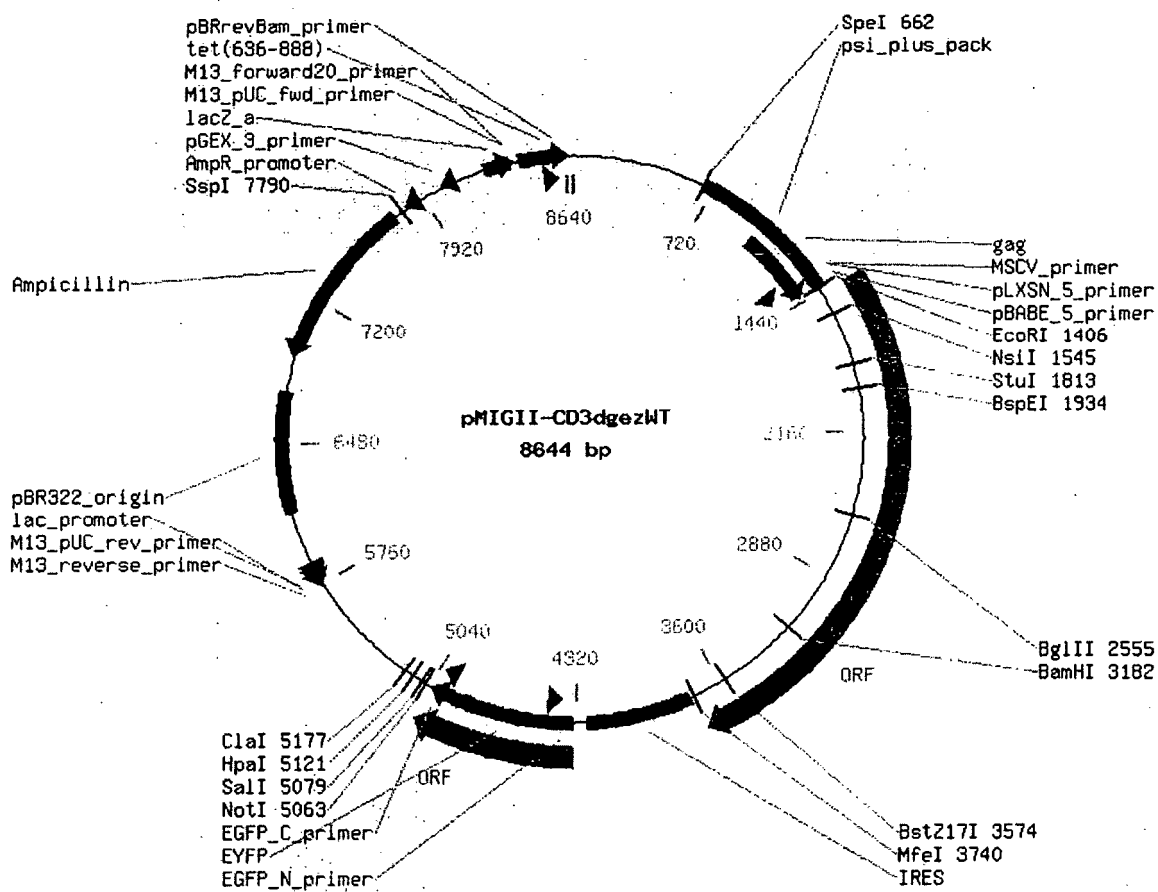 pBRrevBam_primer
tet(636-888)
M13_forward20_primer
M13_pUC_fwd_primer
lacZ_a
pGEX_3_primer
AmpR_promoter
SspI 7790
SpeI 662
psi_plus_pack
8640
7920
720
gag
MSCV_primer
pLXSN_5_primer
pBABE_5_primer
EcoRI 1406
NsiI 1545
StuI 1813
BspEI 1934
Ampicillin
7200
1440
pMIGII-CD3dgezWT
8644 bp
6480
2160
pBR322_origin
lac_promoter
M13_pUC_rev_primer
M13_reverse_primer
5760
2880
5040
4320
3600
BglII 2555
BamHI 3182
ORF
ClaI 5177
HpaI 5121
SalI 5079
NotI 5063
EGFP_C_primer
EYFP
EGFP_N_primer
ORF
BstZ17I 3574
MfeI 3740
IRES